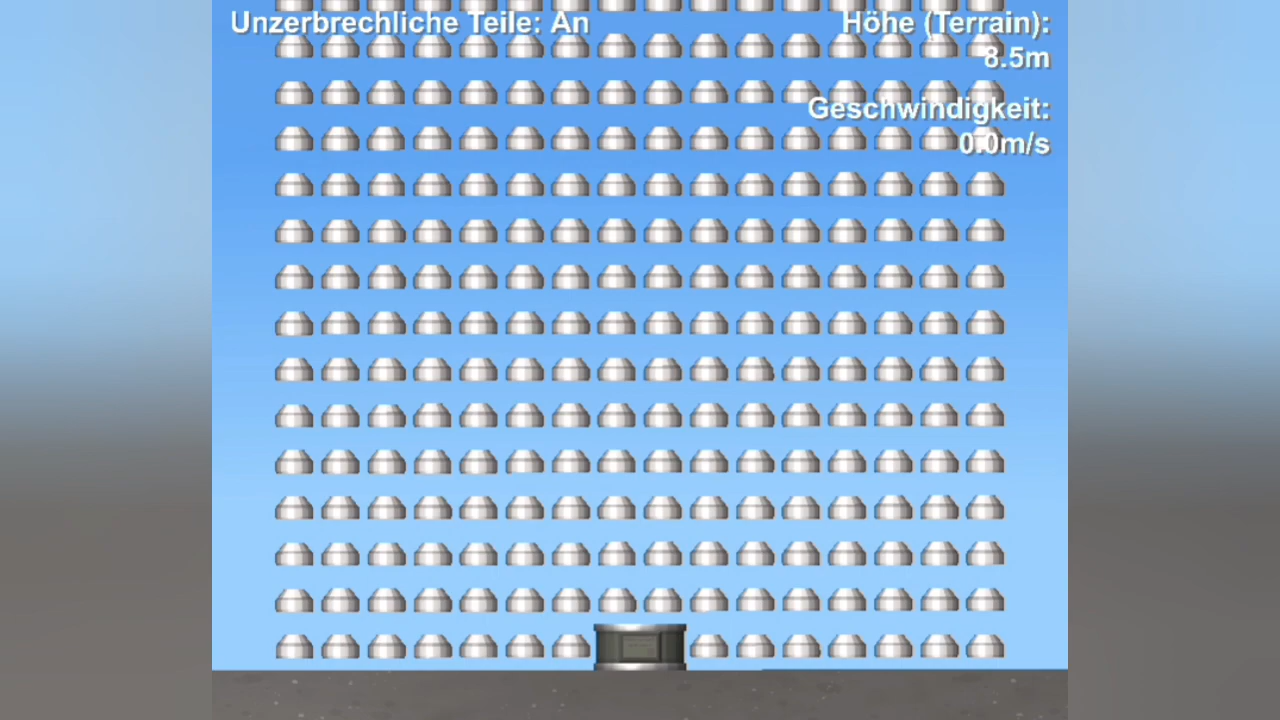 Unzerbrechliche Teile: An
Höhe (Terrain):
8.5m
Geschwindigkeit:
0.0m/s